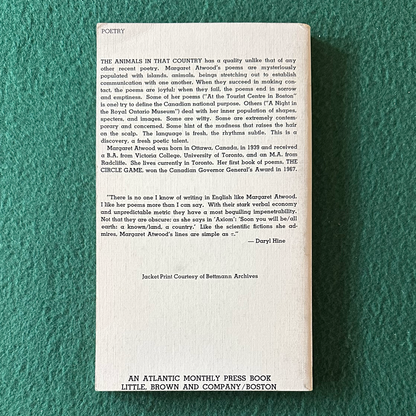 POETRY
THE ANIMALS IN THAT COUNTRY has a quality unlike that of any
other recent poetry. Margaret Atwood's poems are mysteriously
populated with islands, animals, beings stretching out to establish
communication with one another. When they succeed in making con-
tact, the poems are joyful; when they fail, the poems end in sorrow
and emptiness. Some of her poems ("At the Tourist Centre in Boston"
is one) try to define the Canadian national purpose. Others ("A Night in
the Royal Ontario Museum") deal with her inner population of shapes,
specters, and images. Some are witty. Some are extremely contem-
porary and concerned. Some hint of the madness that raises the hair
on the scalp. The language is fresh, the rhythms subtle. This is a
discovery, a fresh poetic talent.
Margaret Atwood was born in Ottawa, Canada, in 1939 and received
a B.A. from Victoria College, University of Toronto, and an M.A. from
Radcliffe. She lives currently in Toronto. Her first book of poems, THE
CIRCLE GAME, won the Canadian Governor General's Award in 1967.
"There is no one I know of writing in English like Margaret Atwood.
I like her poems more than I can say. With their stark verbal economy
and unpredictable metric they have a most beguiling impenetrability.
Not that they are obscure: as she says in 'Axiom': 'Soon you will be/all
earth: a known/land, a country.' Like the scientific fictions she ad-
mires, Margaret Atwood's lines are simple as π."
— Daryl Hine
Jacket Print Courtesy of Bettmann Archives
AN ATLANTIC MONTHLY PRESS BOOK
LITTLE, BROWN AND COMPANY/BOSTON